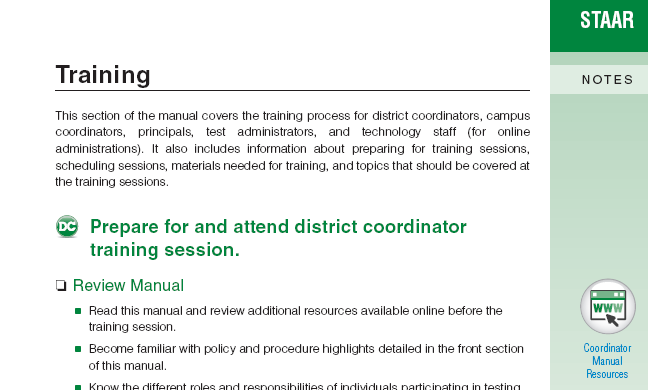 STAAR
NOTES
Training
This section of the manual covers the training process for district coordinators, campus
coordinators, principals, test administrators, and technology staff (for online
administrations). It also includes information about preparing for training sessions,
scheduling sessions, materials needed for training, and topics that should be covered at
the training sessions.
DC
Prepare for and attend district coordinator
training session.
❏ Review Manual
■ Read this manual and review additional resources available online before the
training session.
■ Become familiar with policy and procedure highlights detailed in the front section
of this manual.
■ Know the different roles and responsibilities of individuals participating in testing
WWW
Coordinator
Manual
Resources